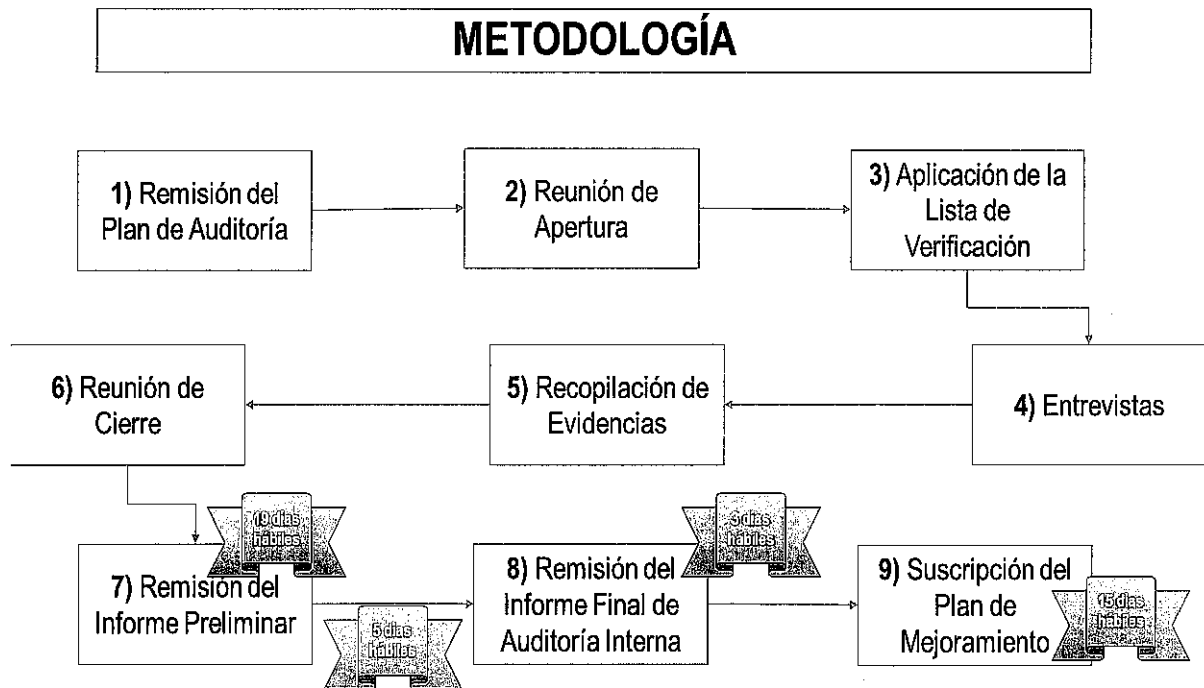 METODOLOGÍA
1) Remisión del
Plan de Auditoría
2) Reunión de
Apertura
3) Aplicación de la
Lista de
Verificación
4) Entrevistas
5) Recopilación de
Evidencias
6) Reunión de
Cierre
19 días
hábiles
7) Remisión del
Informe Preliminar
5 días
hábiles
8) Remisión del
Informe Final de
Auditoría Interna
días
hábiles
9) Suscripción del
Plan de
Mejoramiento
15 días
hábiles